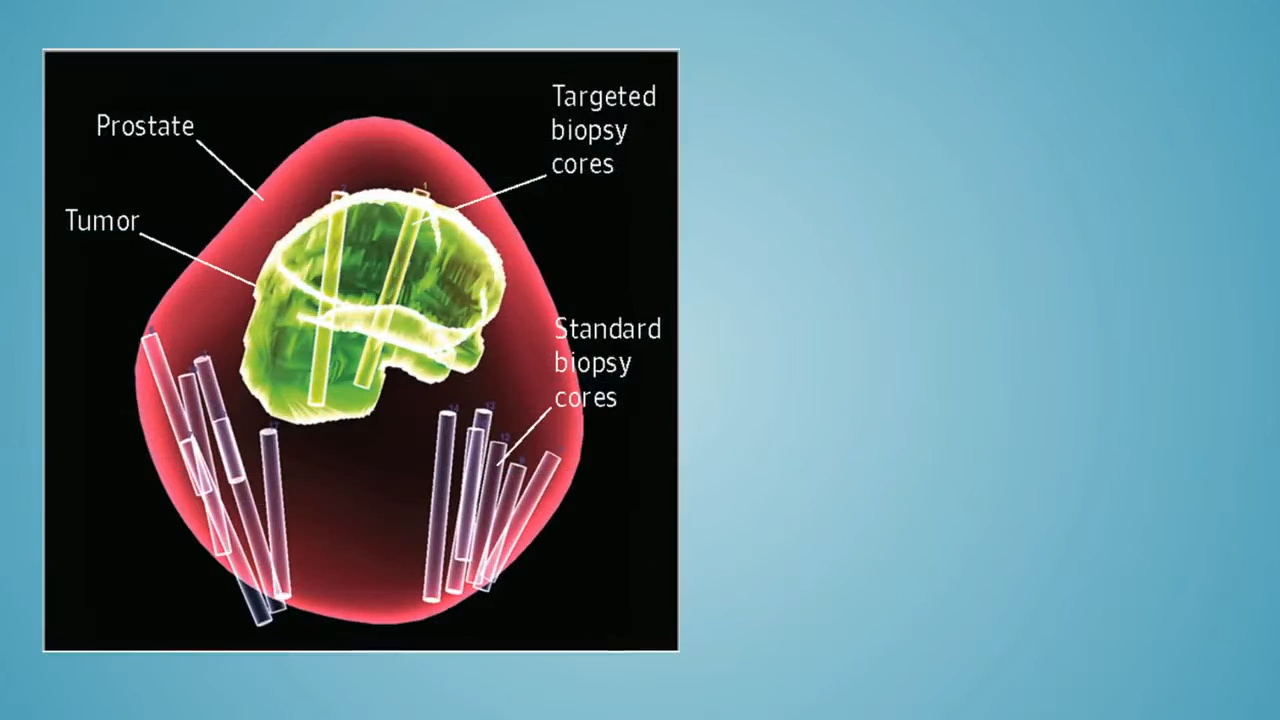 Targeted
biopsy
cores
Prostate
Tumor
Standard
biopsy
cores